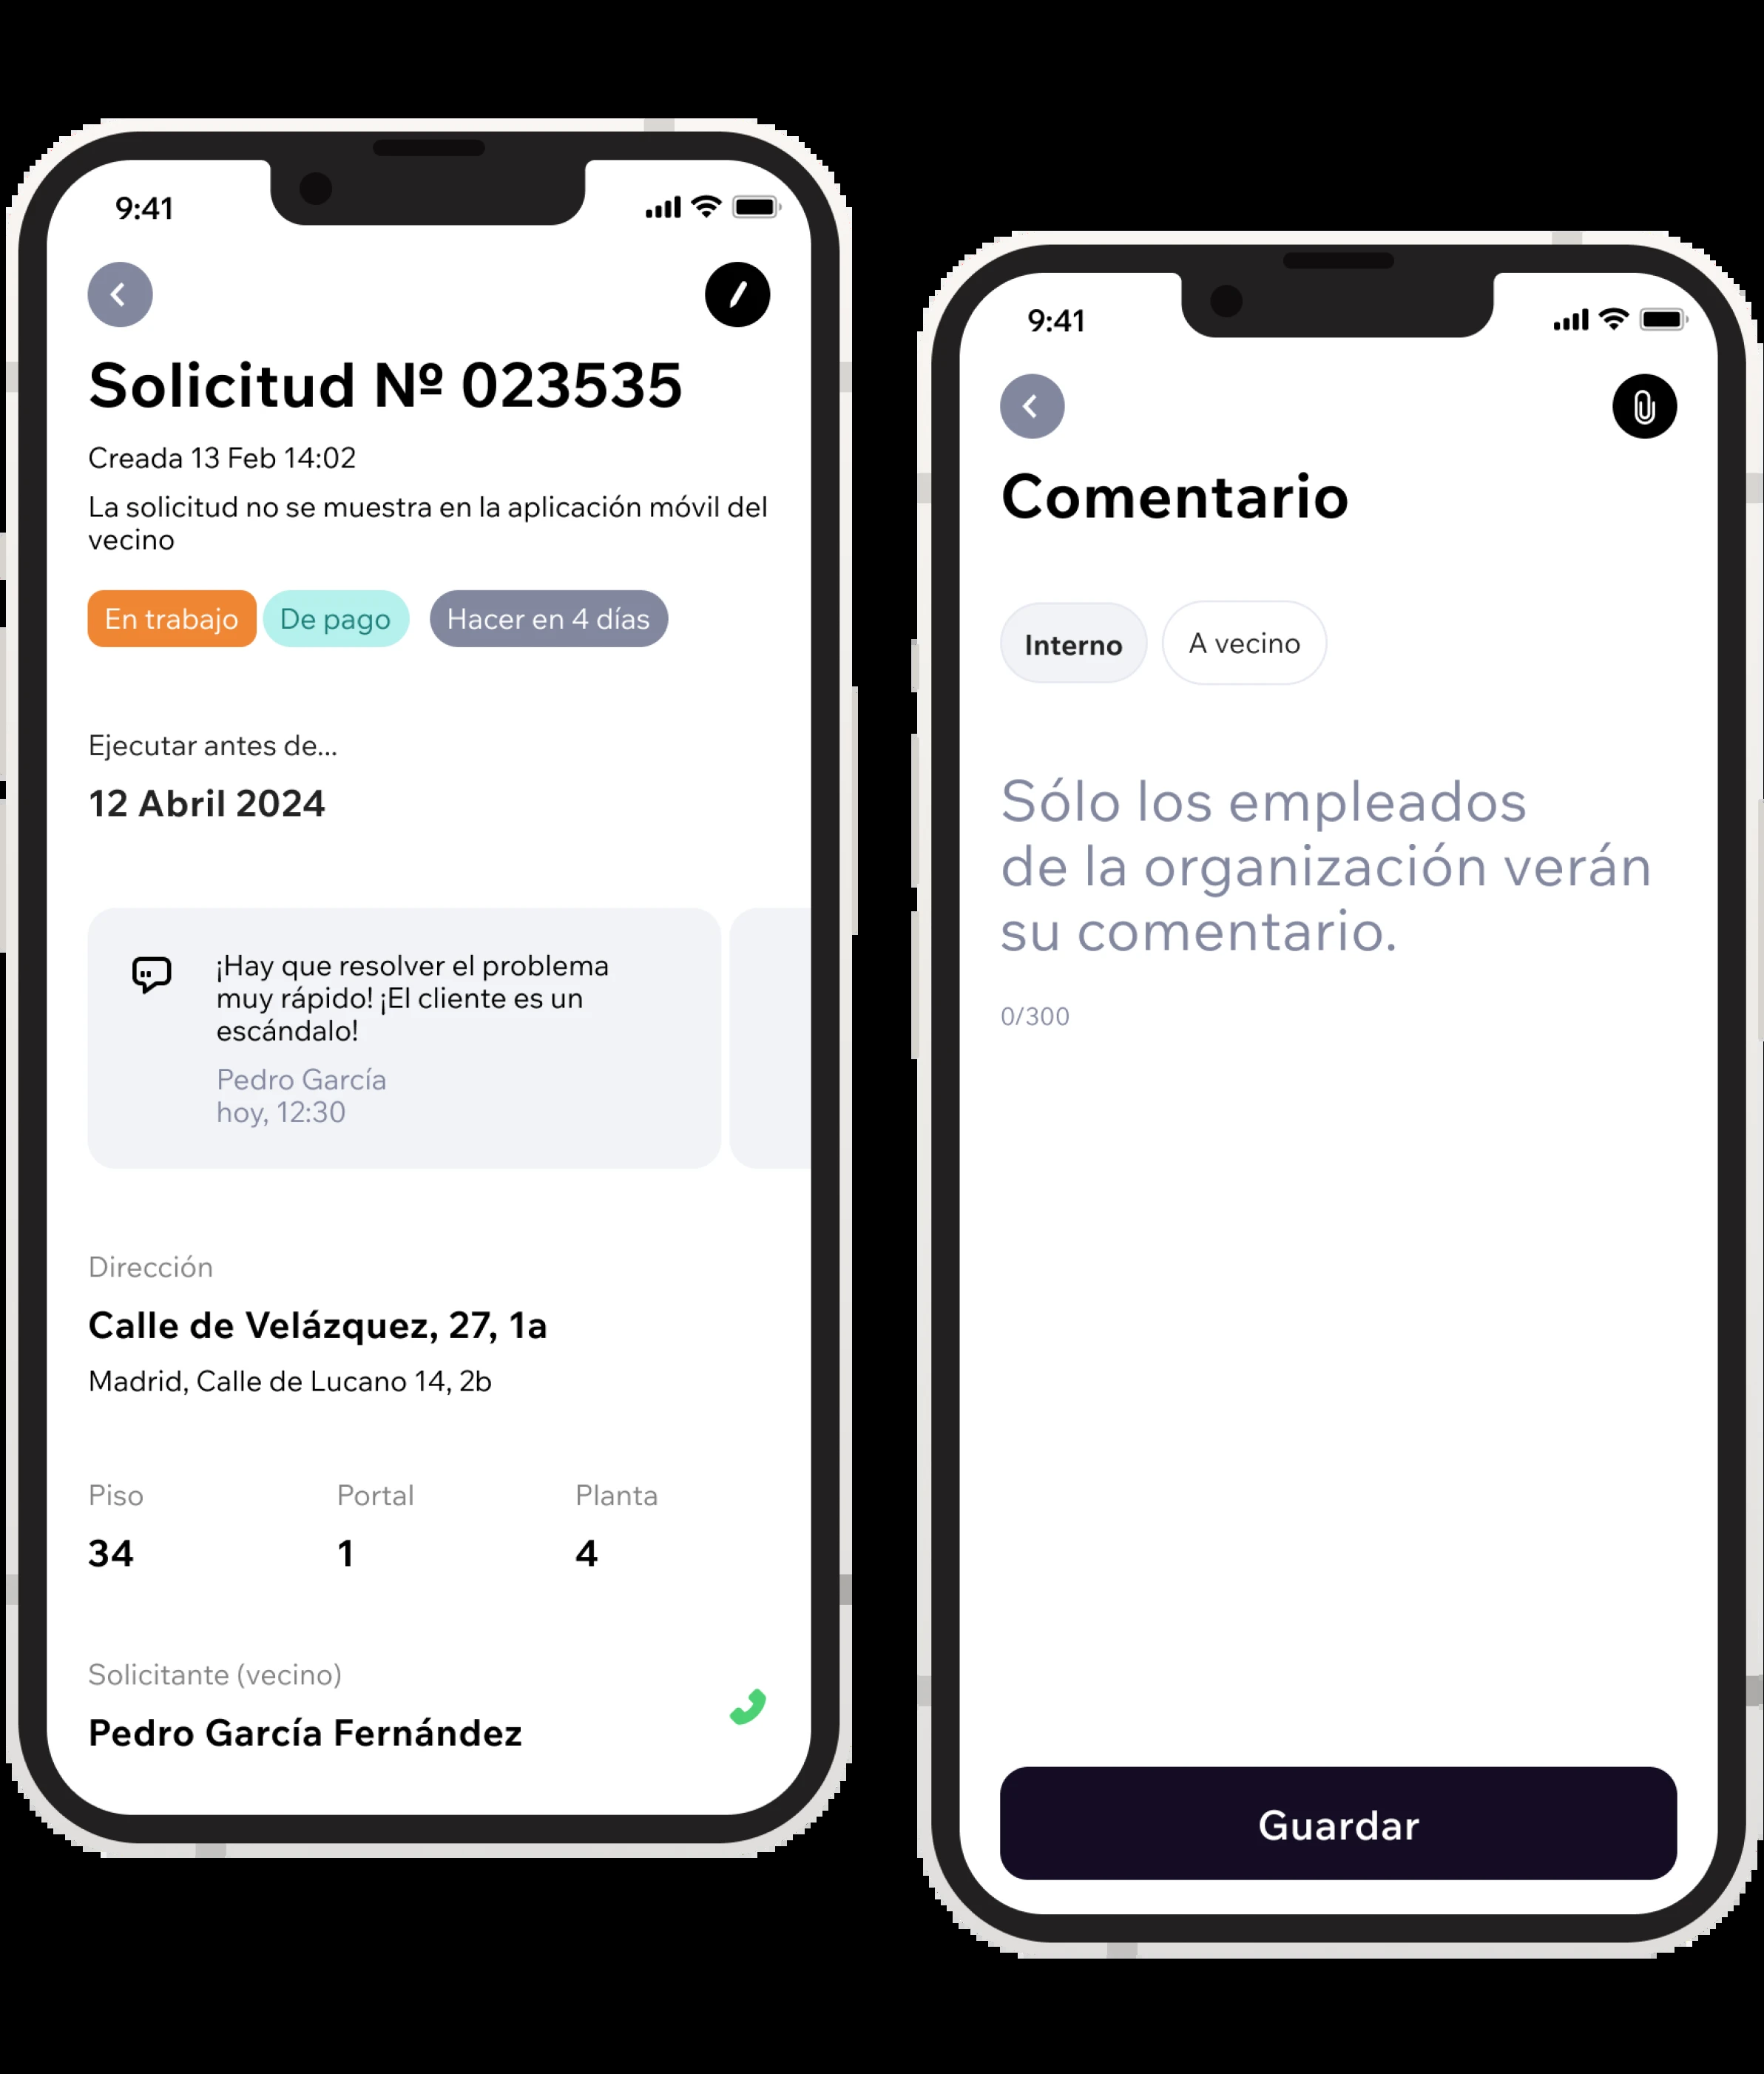 9:41
Solicitud Nº 023535
Creada 13 Feb 14:02
La solicitud no se muestra en la aplicación móvil del
vecino
En trabajo
De pago
Hacer en 4 días
Ejecutar antes de...
12 Abril 2024
¡Hay que resolver el problema
muy rápido! ¡El cliente es un
escándalo!
Pedro García
hoy, 12:30
Dirección
Calle de Velázquez, 27, 1a
Madrid, Calle de Lucano 14, 2b
Piso Portal Planta
34 1 4
Solicitante (vecino)
Pedro García Fernández
9:41
Comentario
Interno
A vecino
Sólo los empleados
de la organización verán
su comentario.
0/300
Guardar